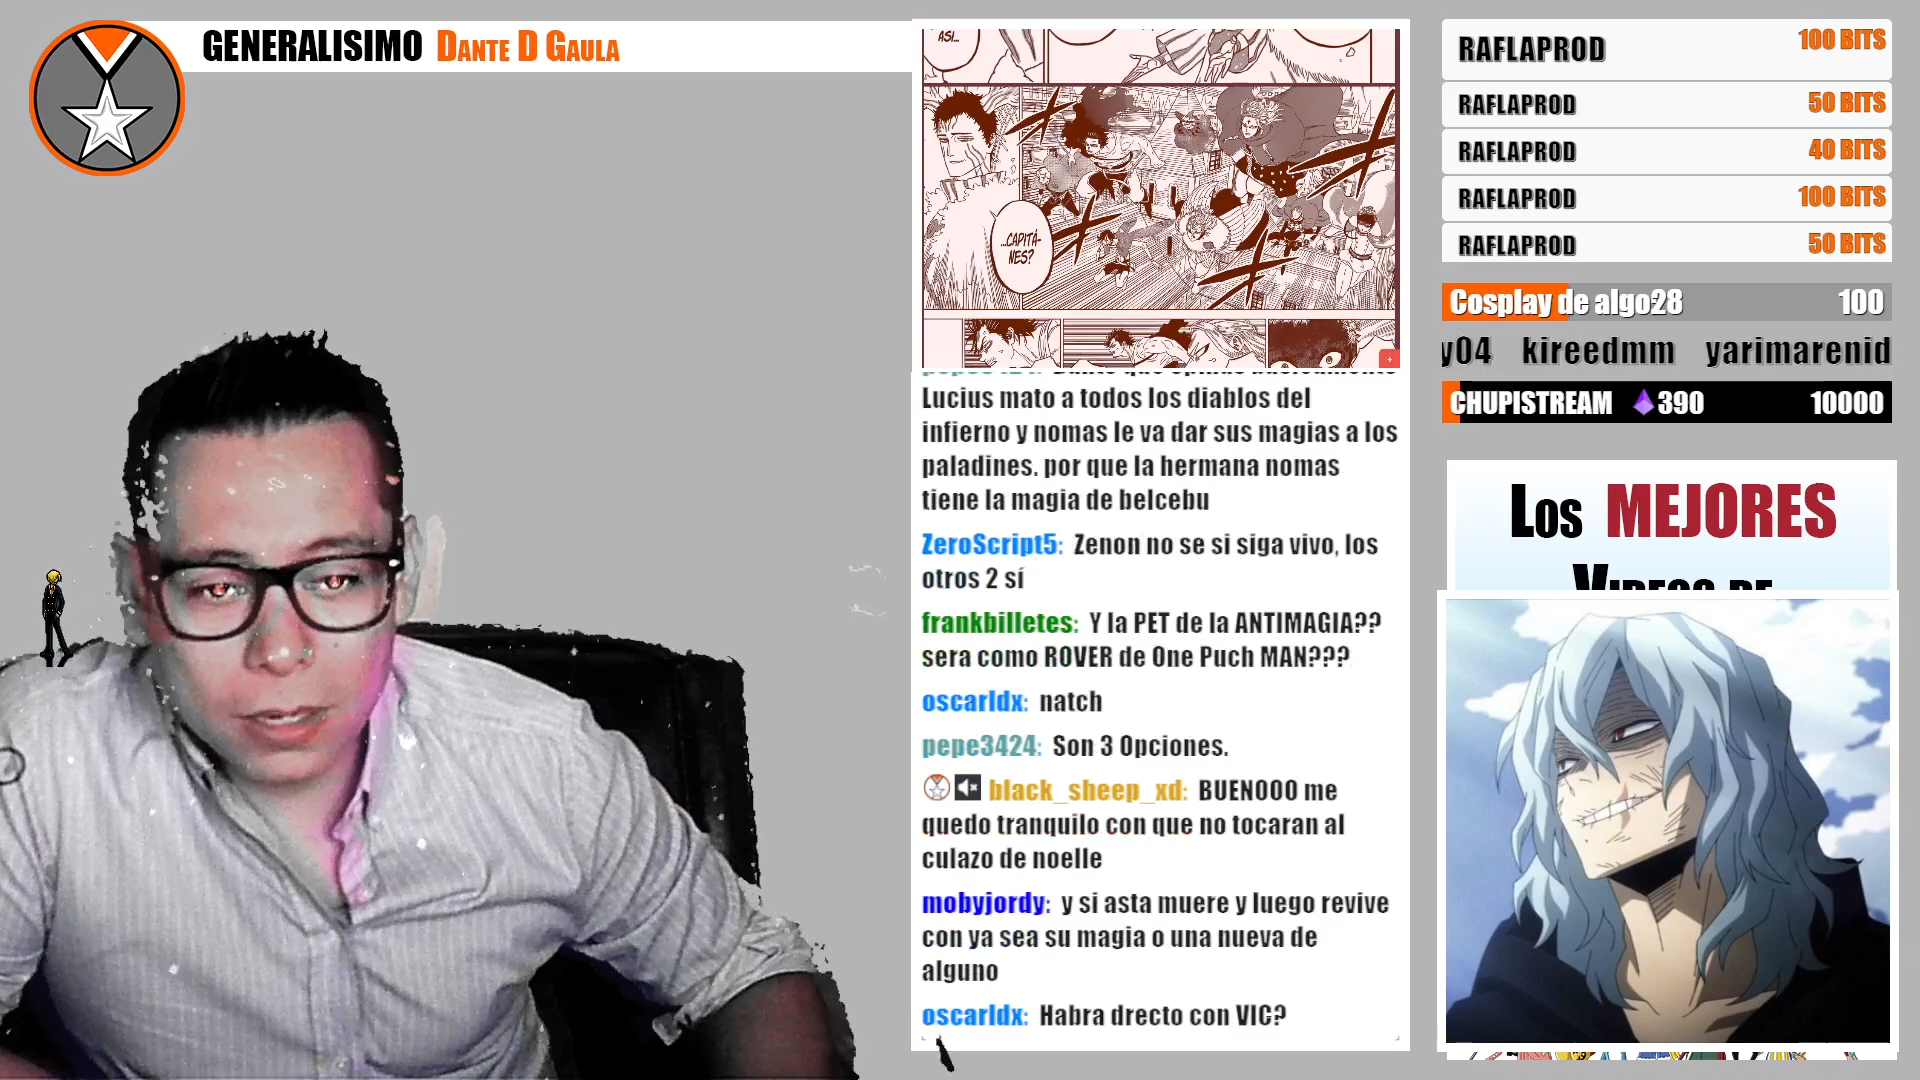 GENERALISIMO DANTE D GAULA
ASI...
...CAPITÁ-
NES?
Lucius mato a todos los diablos del
infierno y nomas le va dar sus magias a los
paladines. por que la hermana nomas
tiene la magia de belcebu
ZeroScript5: Zenon no se si siga vivo, los
otros 2 sí
frankbilletes: Y la PET de la ANTIMAGIA??
sera como ROVER de One Puch MAN???
oscarldx: natch
pepe3424: Son 3 Opciones.
black_sheep_xd: BUENOOO me
quedo tranquilo con que no tocaran al
culazo de noelle
mobyjordy: y si asta muere y luego revive
con ya sea su magia o una nueva de
alguno
oscarldx: Habra drecto con VIC?
RAFLAPROD 100 BITS
RAFLAPROD 50 BITS
RAFLAPROD 40 BITS
RAFLAPROD 100 BITS
RAFLAPROD 50 BITS
Cosplay de algo28 100
y04 kireedmm yarimarenid
CHUPISTREAM 390 10000
LOS MEJORES
VIDEOS DE